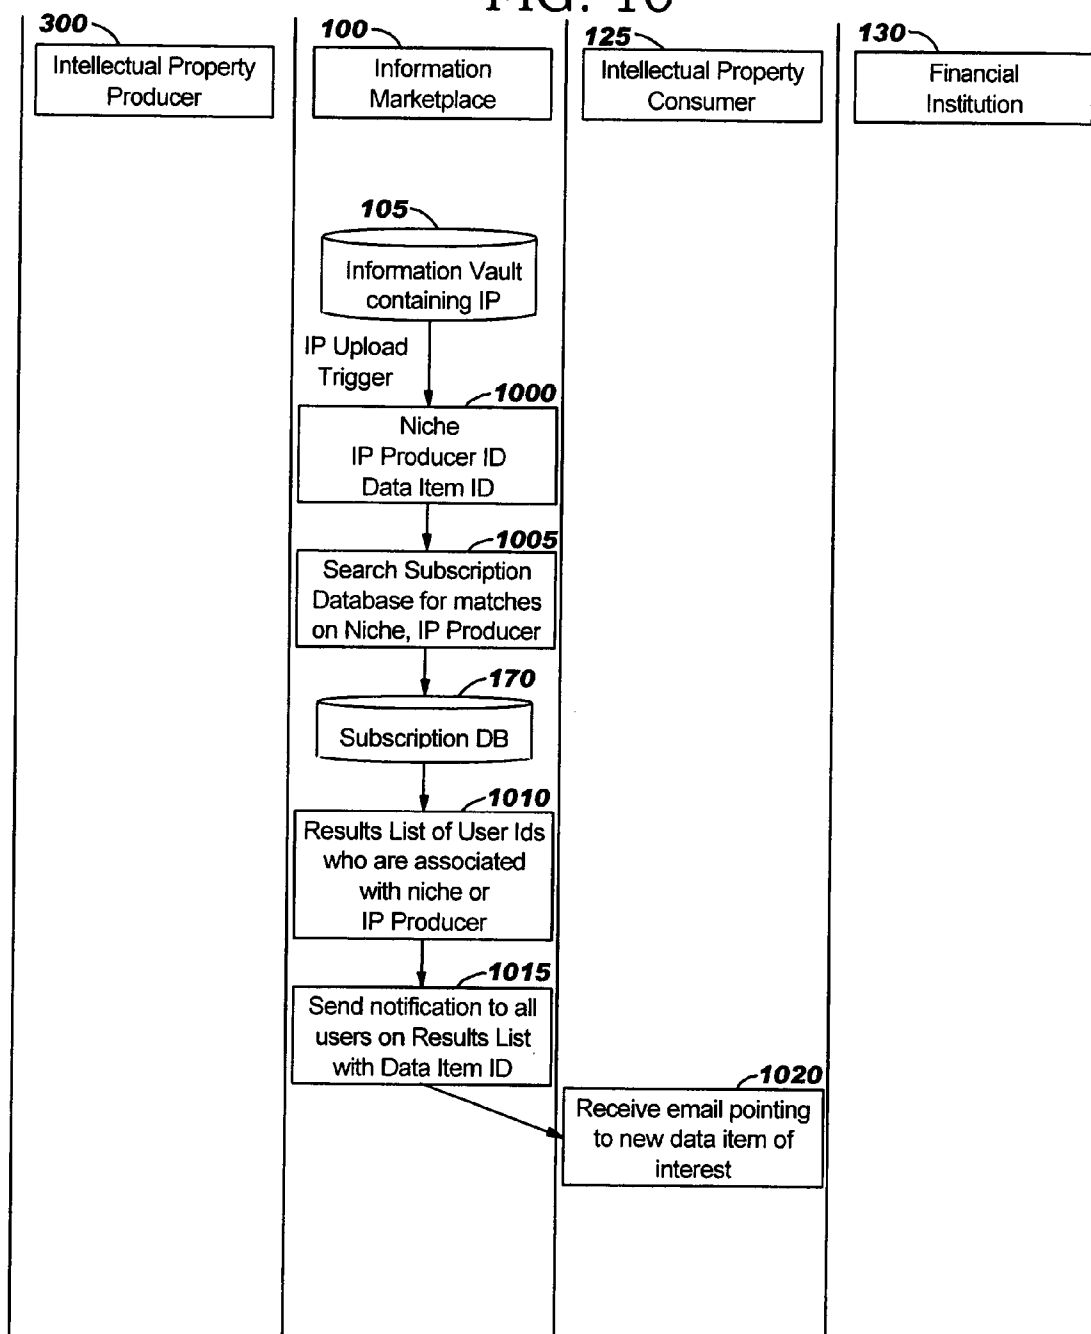 FIG. 10
300
100
125
130
Intellectual Property
Producer
Information
Marketplace
Intellectual Property
Consumer
Financial
Institution
105
Information Vault
containing IP
IP Upload
Trigger
1000
Niche
IP Producer ID
Data Item ID
1005
Search Subscription
Database for matches
on Niche, IP Producer
170
Subscription DB
1010
Results List of User Ids
who are associated
with niche or
IP Producer
1015
Send notification to all
users on Results List
with Data Item ID
1020
Receive email pointing
to new data item of
interest